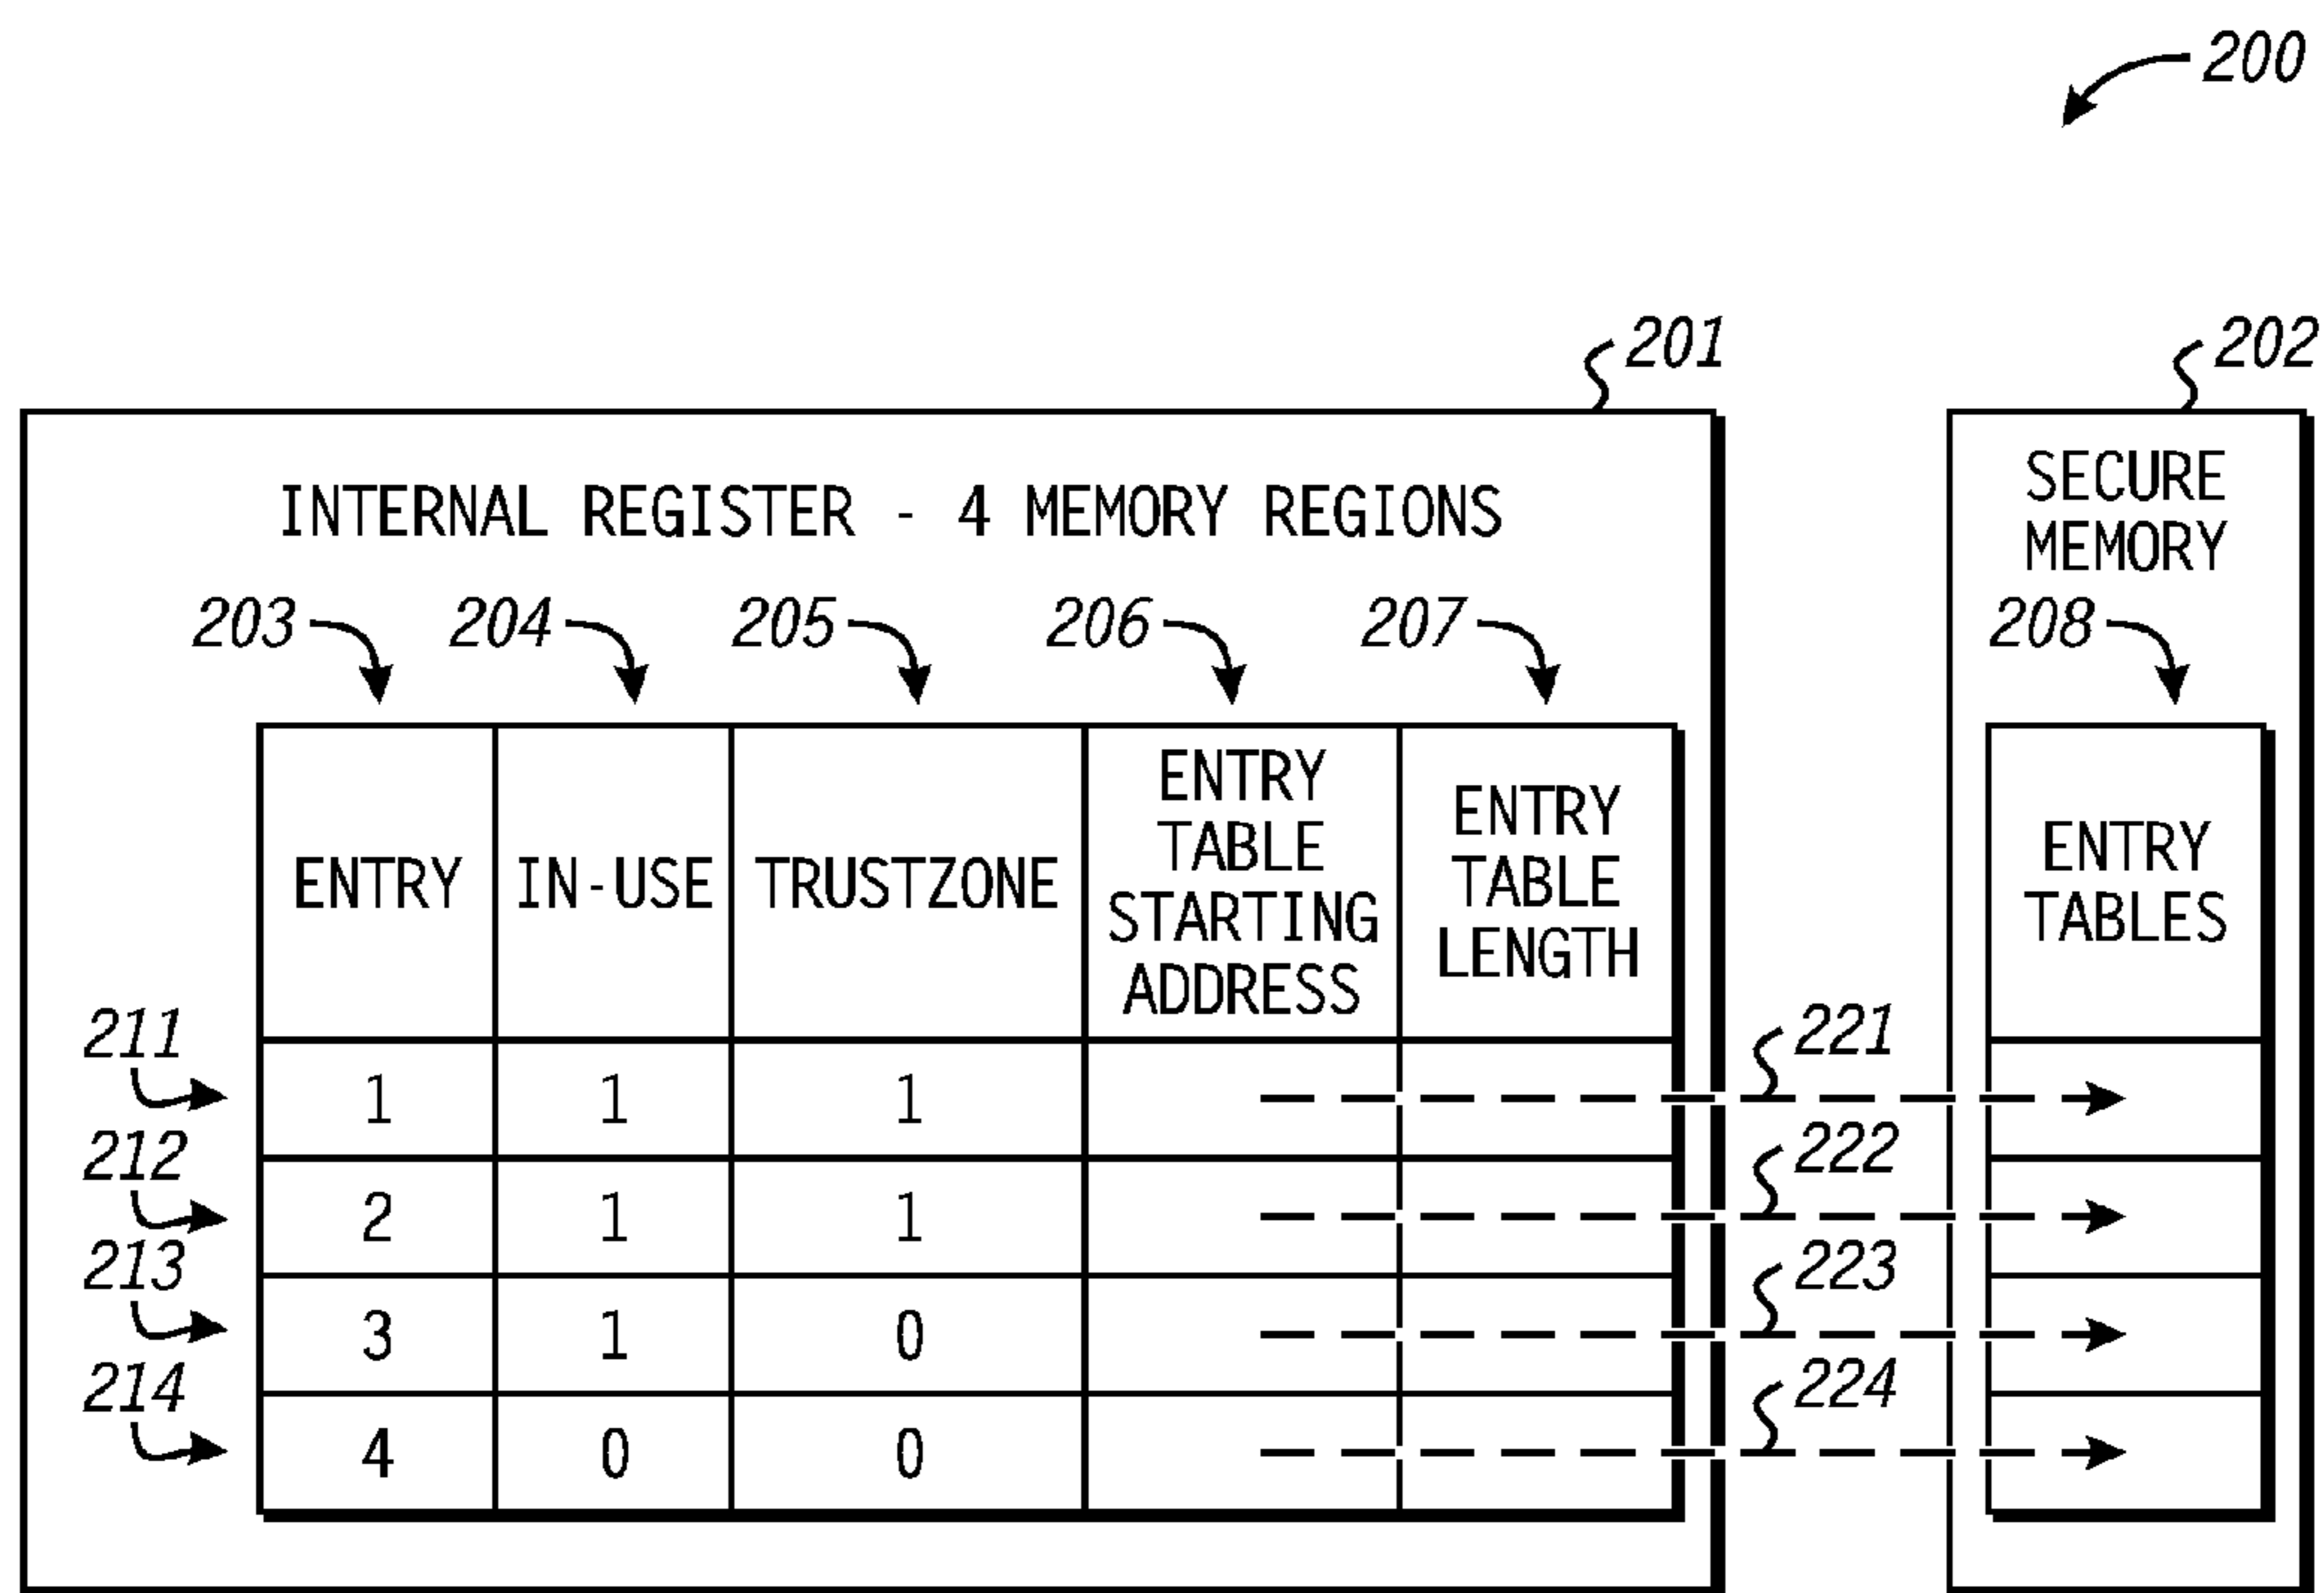 200
201
202
INTERNAL REGISTER - 4 MEMORY REGIONS
SECURE
MEMORY
203 204 205 206 207
208
ENTRY
IN-USE
TRUSTZONE
ENTRY
TABLE
STARTING
ADDRESS
ENTRY
TABLE
LENGTH
ENTRY
TABLES
211 1 1 1 221
212 2 1 1 222
213 3 1 0 223
214 4 0 0 224